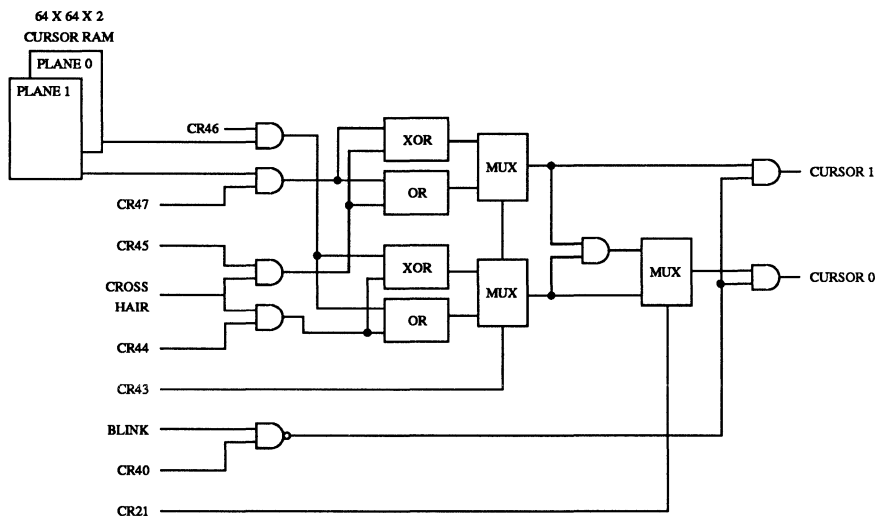 64 X 64 X 2
CURSOR RAM
PLANE 0
PLANE 1
CR46
XOR
MUX
CURSOR 1
OR
CR47
CR45
XOR
MUX
MUX
CURSOR 0
CROSS
HAIR
OR
CR44
CR43
BLINK
CR40
CR21